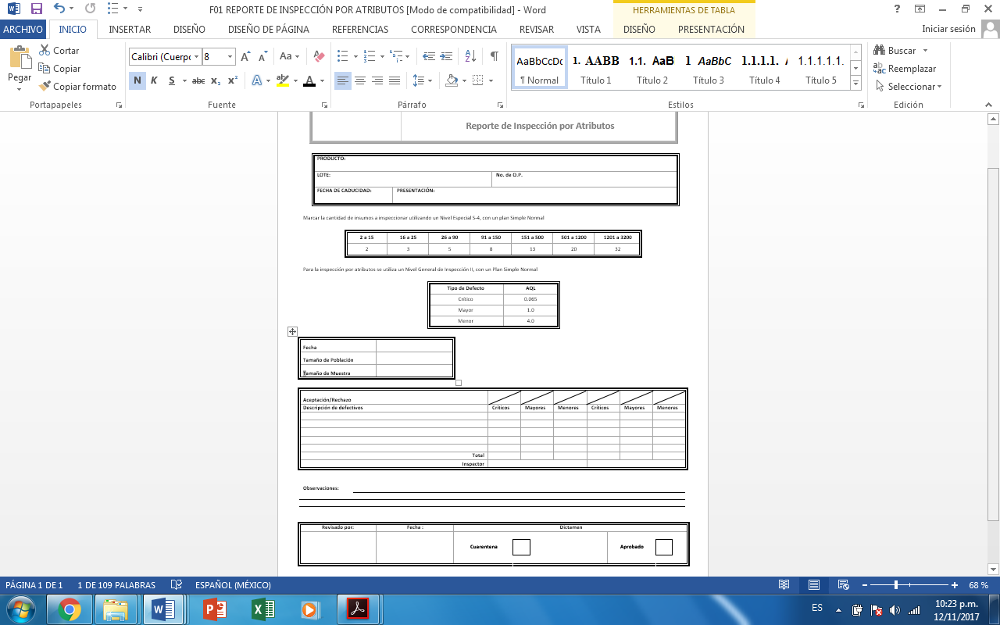 F01 REPORTE DE INSPECCIÓN POR ATRIBUTOS [Modo de compatibilidad] - Word
HERRAMIENTAS DE TABLA
ARCHIVO INICIO INSERTAR DISEÑO DISEÑO DE PÁGINA REFERENCIAS CORRESPONDENCIA REVISAR VISTA DISEÑO PRESENTACIÓN Iniciar sesión
Pegar
Cortar
Copiar
Copiar formato
Portapapeles
Calibri (Cuerpo 8
N K S abc x₂ x²
Fuente
Párrafo
AaBbCcDc 1. AABB 1.1. AaB 1 AaBbC 1.1.1.1. A 1.1.1.1.1.
¶ Normal Título 1 Título 2 Título 3 Título 4 Título 5
Estilos
Buscar
Reemplazar
Seleccionar
Edición
Reporte de Inspección por Atributos
PRODUCTO:
LOTE: No. de O.P.
FECHA DE CADUCIDAD: PRESENTACIÓN:
Marcar la cantidad de insumos a inspeccionar utilizando un Nivel Especial S-4, con un plan Simple Normal
2 a 15 16 a 25 26 a 90 91 a 150 151 a 500 501 a 1200 1201 a 3200
2 3 5 8 13 20 32
Para la inspección por atributos se utiliza un Nivel General de Inspección II, con un Plan Simple Normal
Tipo de Defecto AQL
Crítico 0.065
Mayor 1.0
Menor 4.0
Fecha
Tamaño de Población
Tamaño de Muestra
Aceptación/Rechazo
Descripción de defectivos Críticos Mayores Menores Críticos Mayores Menores
Total
Inspector
Observaciones:
Revisado por: Fecha : Dictamen
Cuarentena Aprobado
PÁGINA 1 DE 1 1 DE 109 PALABRAS ESPAÑOL (MÉXICO) 68 %
ES 10:23 p.m.
12/11/2017